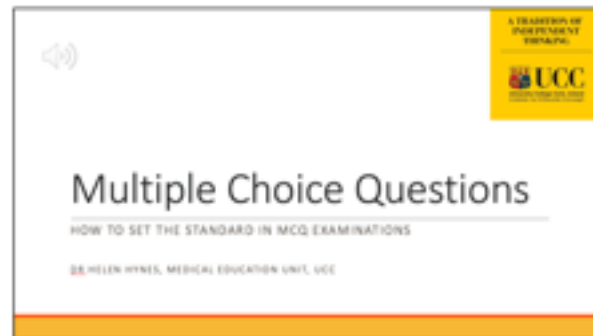 A TRADITION OF
INDEPENDENT
THINKING
UCC
Multiple Choice Questions
HOW TO SET THE STANDARD IN MCQ EXAMINATIONS
DR HELEN HYNES, MEDICAL EDUCATION UNIT, UCC